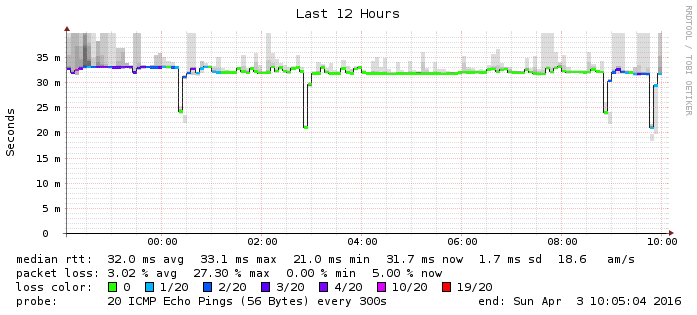 Last 12 Hours
RRDTOOL / TOBI OETIKER
Seconds
35 m
30 m
25 m
20 m
15 m
10 m
5 m
0
00:00 02:00 04:00 06:00 08:00 10:00
median rtt: 32.0 ms avg 33.1 ms max 21.0 ms min 31.7 ms now 1.7 ms sd 18.6 am/s
packet loss: 3.02 % avg 27.30 % max 0.00 % min 5.00 % now
loss color: 0 1/20 2/20 3/20 4/20 10/20 19/20
probe: 20 ICMP Echo Pings (56 Bytes) every 300s end: Sun Apr 3 10:05:04 2016